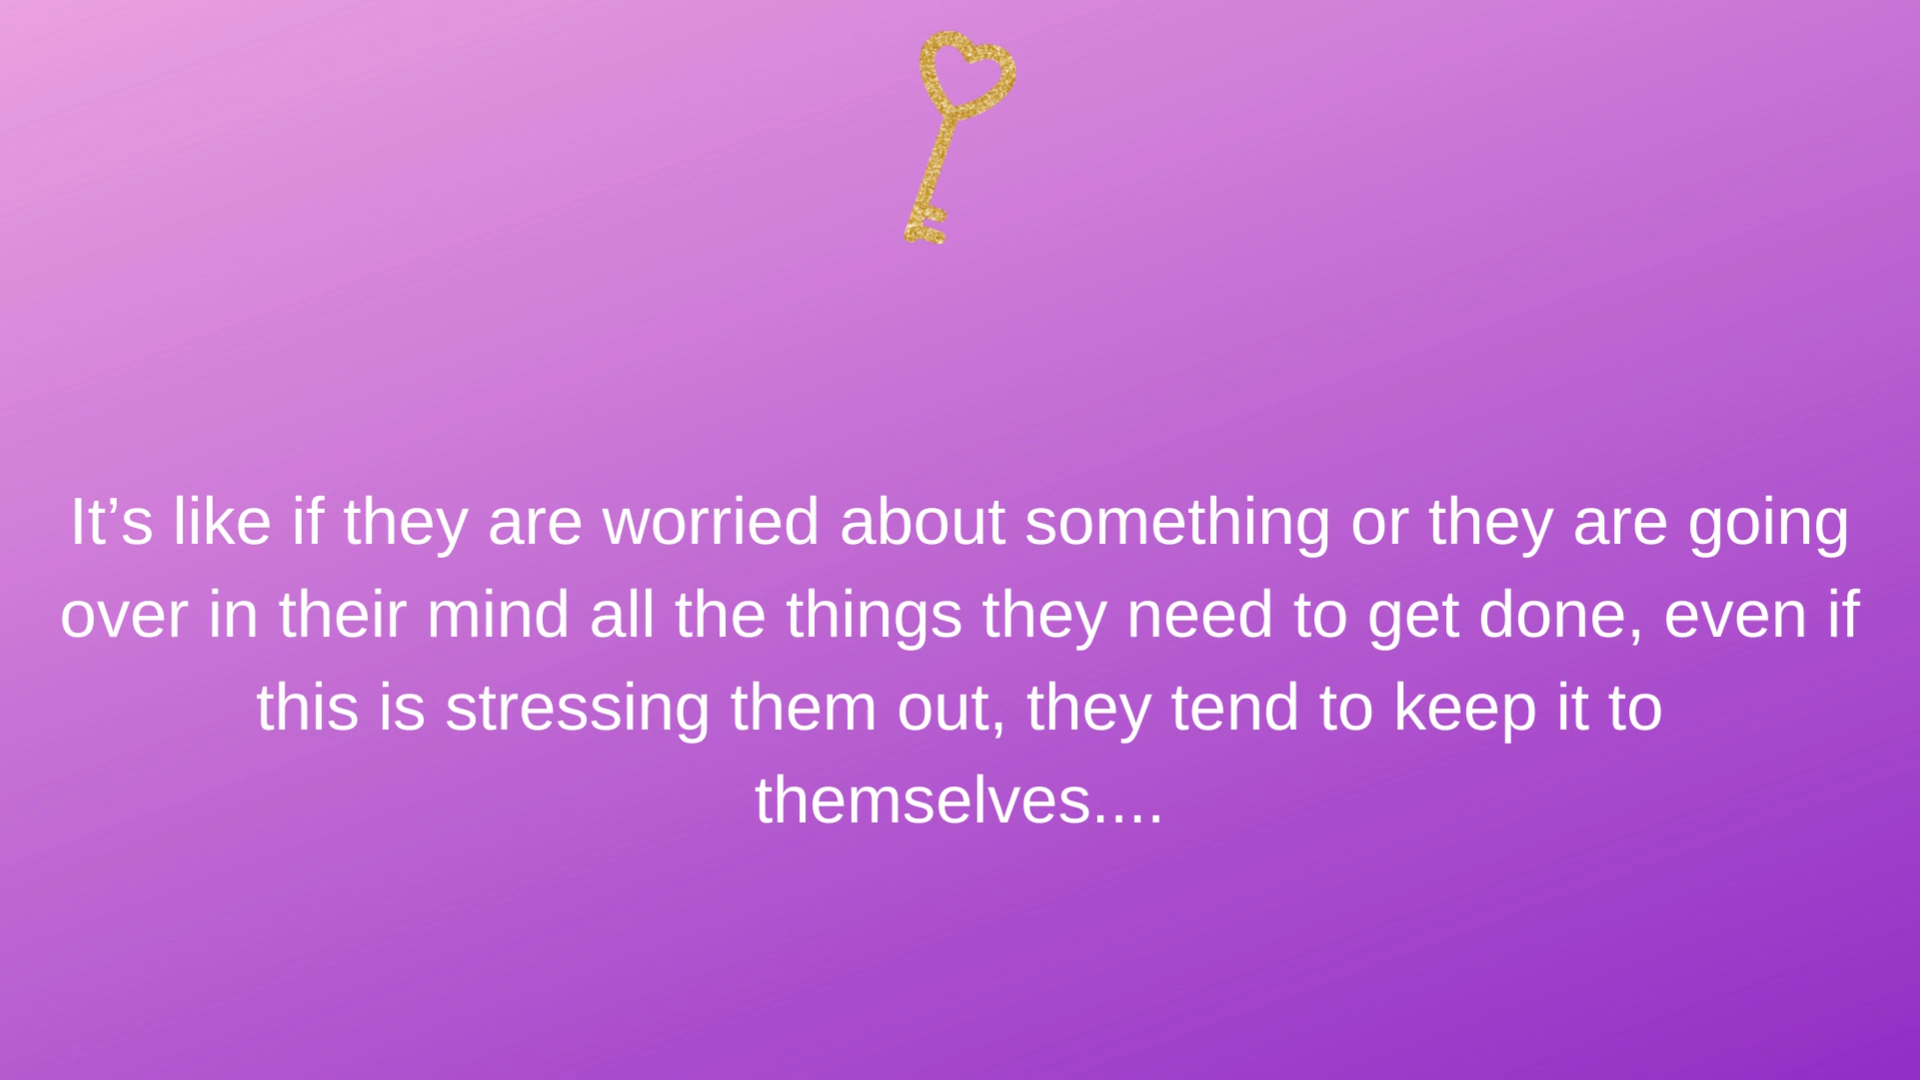 It’s like if they are worried about something or they are going
over in their mind all the things they need to get done, even if
this is stressing them out, they tend to keep it to
themselves....